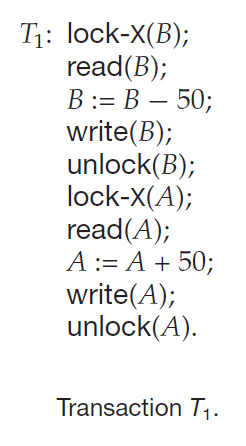 T₁: lock-X(B);
read(B);
B := B − 50;
write(B);
unlock(B);
lock-X(A);
read(A);
A := A + 50;
write(A);
unlock(A).
Transaction T₁.